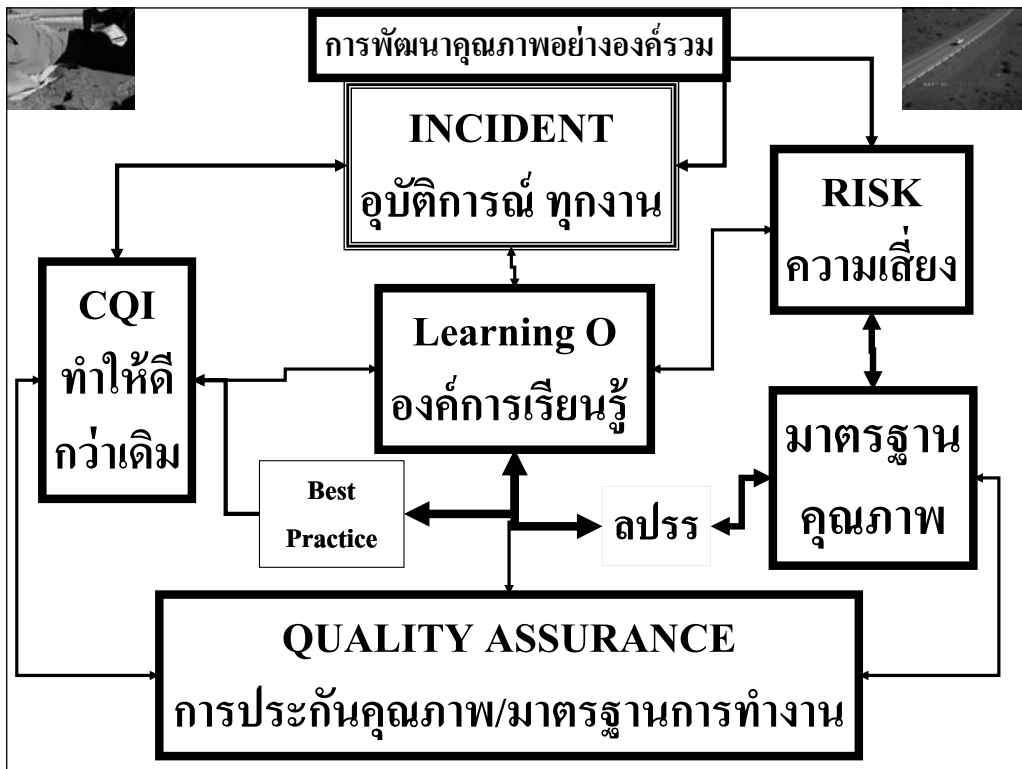 การพัฒนาคุณภาพอย่างองค์รวม
INCIDENT
อุบัติการณ์ ทุกงาน
RISK
ความเสี่ยง
CQI
ทำให้ดี
กว่าเดิม
Learning O
องค์การเรียนรู้
มาตรฐาน
คุณภาพ
Best
Practice
ลปรร
QUALITY ASSURANCE
การประกันคุณภาพ/มาตรฐานการทำงาน